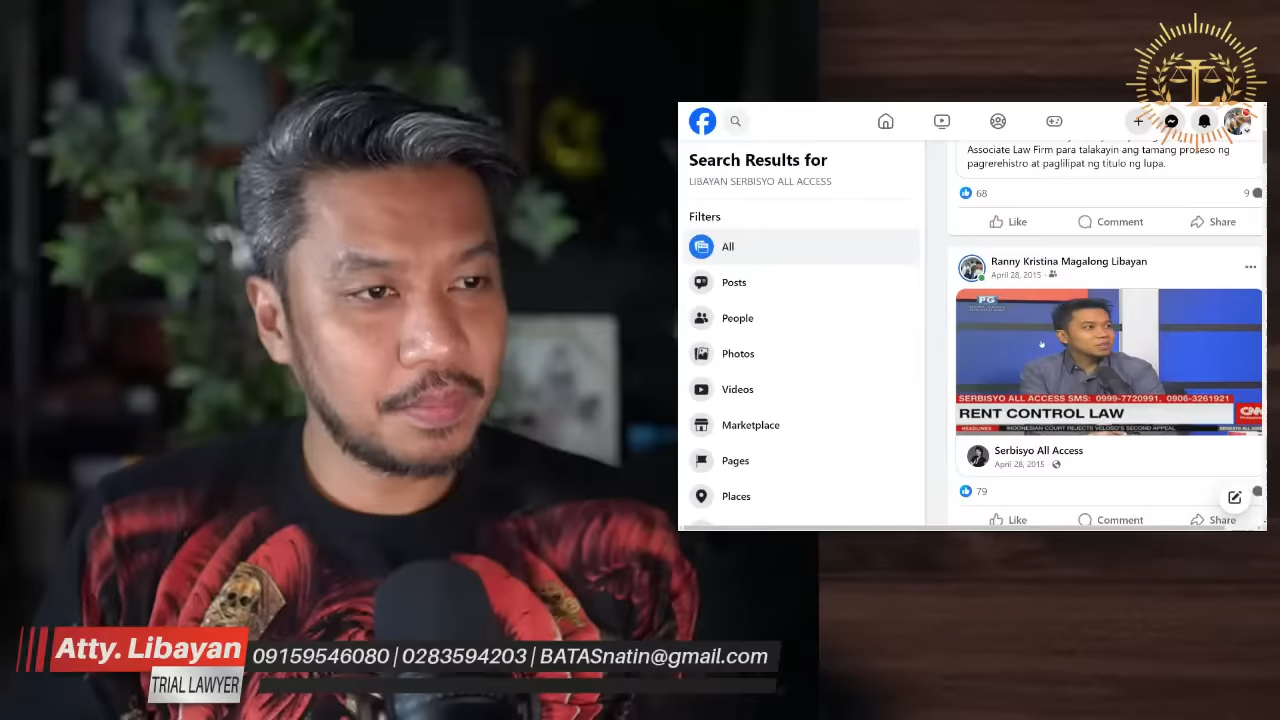 Search Results for
LIBAYAN SERBISYO ALL ACCESS
Filters
All
Posts
People
Photos
Videos
Marketplace
Pages
Places
Associate Law Firm para talakayin ang tamang proseso ng
pagrerehistro at paglilipat ng titulo ng lupa.
68
9
Like
Comment
Share
Ranny Kristina Magalong Libayan
April 28, 2015
PG
SERBISYO ALL ACCESS SMS: 0999-7720991, 0906-3261921
RENT CONTROL LAW
CNN
HEADLINES INDONESIAN COURT REJECTS VELOSO'S SECOND APPEAL
Serbisyo All Access
April 28, 2015
79
Like
Comment
Share
L
Atty. Libayan
TRIAL LAWYER
09159546080 | 0283594203 | BATASnatin@gmail.com